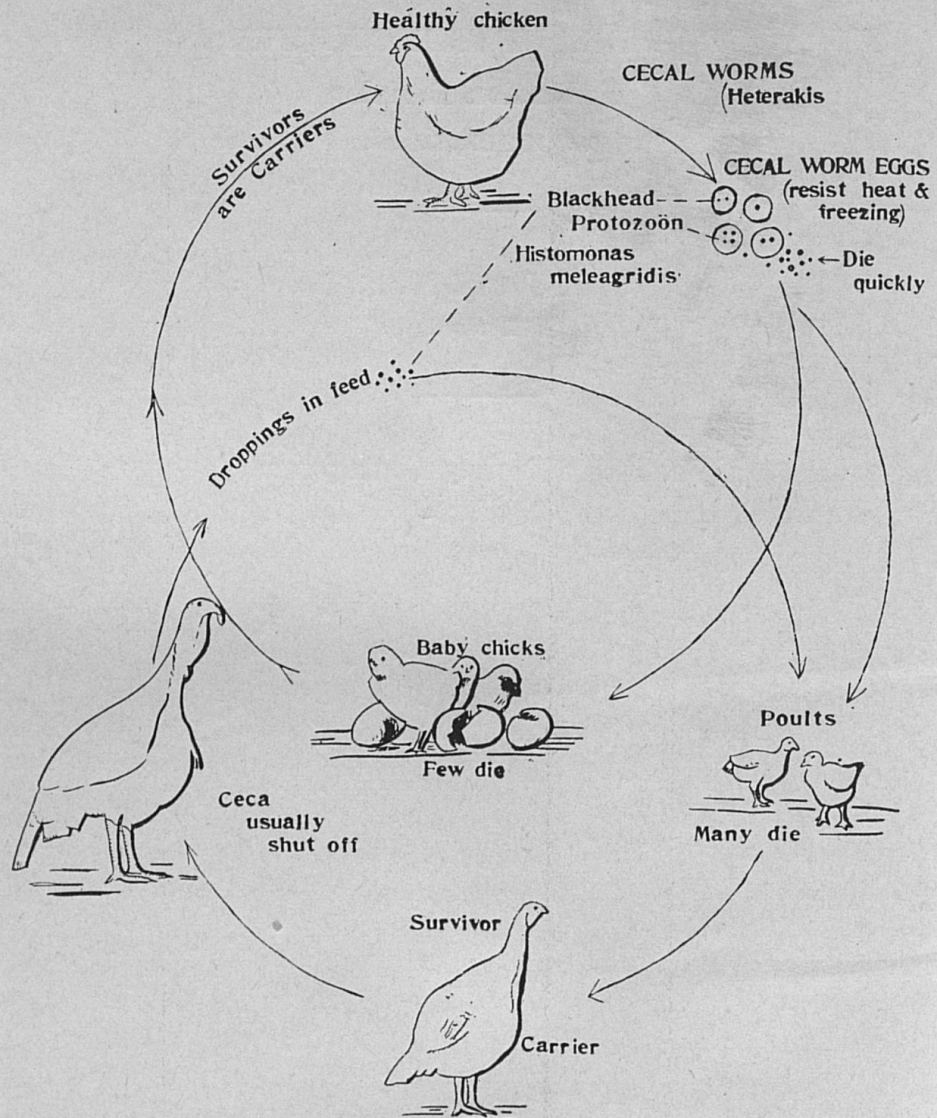 Healthy chicken
CECAL WORMS
(Heterakis
Survivors
are Carriers
CECAL WORM EGGS
(resist heat &
freezing)
Blackhead
Protozoön
Histomonas
meleagridis
Die
quickly
Droppings in feed
Baby chicks
Few die
Poults
Many die
Ceca
usually
shut off
Survivor
Carrier